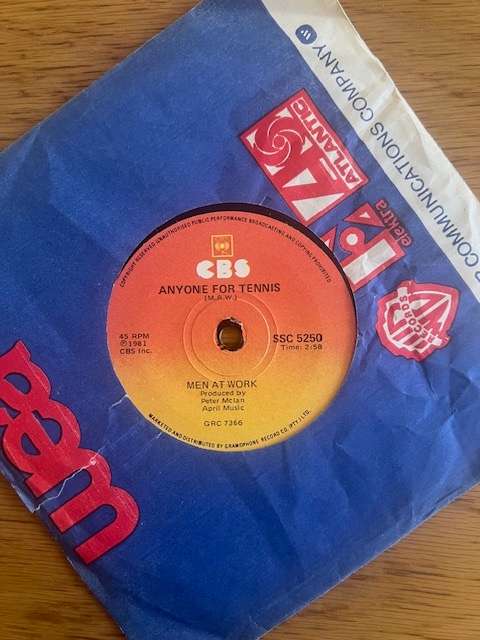 R COMMUNICATIONS COMPANY
ATLANTIC
elektra
RECORDS
wea
COPYRIGHT RESERVED UNAUTHORISED PUBLIC PERFORMANCE BROADCASTING AND COPYING PROHIBITED
CBS
ANYONE FOR TENNIS
(M.A.W.)
45 RPM
℗1981
CBS Inc.
SSC 5250
Time: 2:58
MEN AT WORK
Produced by
Peter McIan
April Music
GRC 7366
MARKETED AND DISTRIBUTED BY GRAMOPHONE RECORD CO. (PTY.) LTD.